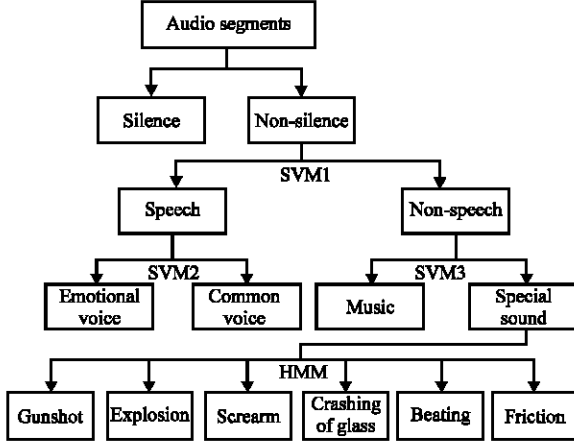 Audio segments
Silence
Non-silence
SVM1
Speech
Non-speech
SVM2
SVM3
Emotional
voice
Common
voice
Music
Special
sound
HMM
Gunshot
Explosion
Screarm
Crashing
of glass
Beating
Friction